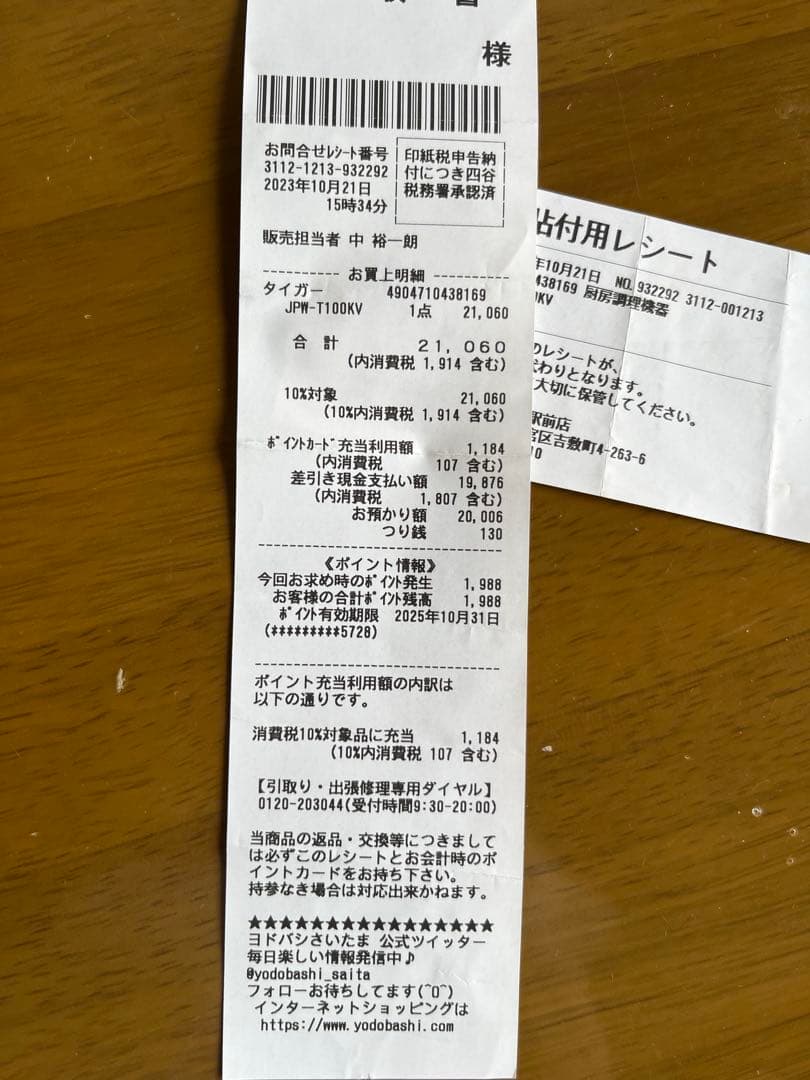 様
お問合せﾚｼｰﾄ番号
3112-1213-932292
2023年10月21日
15時34分
印紙税申告納
付につき四谷
税務署承認済
販売担当者 中 裕一朗
---------- お買上明細 ----------
タイガー 4904710438169
JPW-T100KV 1点 21,060
合 計 21,060
(内消費税 1,914 含む)
10%対象 21,060
(10%内消費税 1,914 含む)
ﾎﾟｲﾝﾄｶｰﾄﾞ充当利用額 1,184
(内消費税 107 含む)
差引き現金支払い額 19,876
(内消費税 1,807 含む)
お預かり額 20,006
つり銭 130
《ポイント情報》
今回お求め時のﾎﾟｲﾝﾄ発生 1,988
お客様の合計ﾎﾟｲﾝﾄ残高 1,988
ﾎﾟｲﾝﾄ有効期限 2025年10月31日
(*********5728)
ポイント充当利用額の内訳は
以下の通りです。
消費税10%対象品に充当 1,184
(10%内消費税 107 含む)
【引取り・出張修理専用ダイヤル】
0120-203044(受付時間9:30-20:00)
当商品の返品・交換等につきまして
は必ずこのレシートとお会計時のポ
イントカードをお持ち下さい。
持参なき場合は対応出来かねます。
★★★★★★★★★★★★★★★★
ヨドバシさいたま 公式ツイッター
毎日楽しい情報発信中♪
@yodobashi_saita
フォローお待ちしてます(^O^)
インターネットショッピングは
https://www.yodobashi.com
貼付用レシート
年10月21日 NO.932292 3112-001213
438169 厨房調理機器
0KV
のレシートが、
代わりとなります。
大切に保管してください。
駅前店
宮区吉敷町4-263-6
10